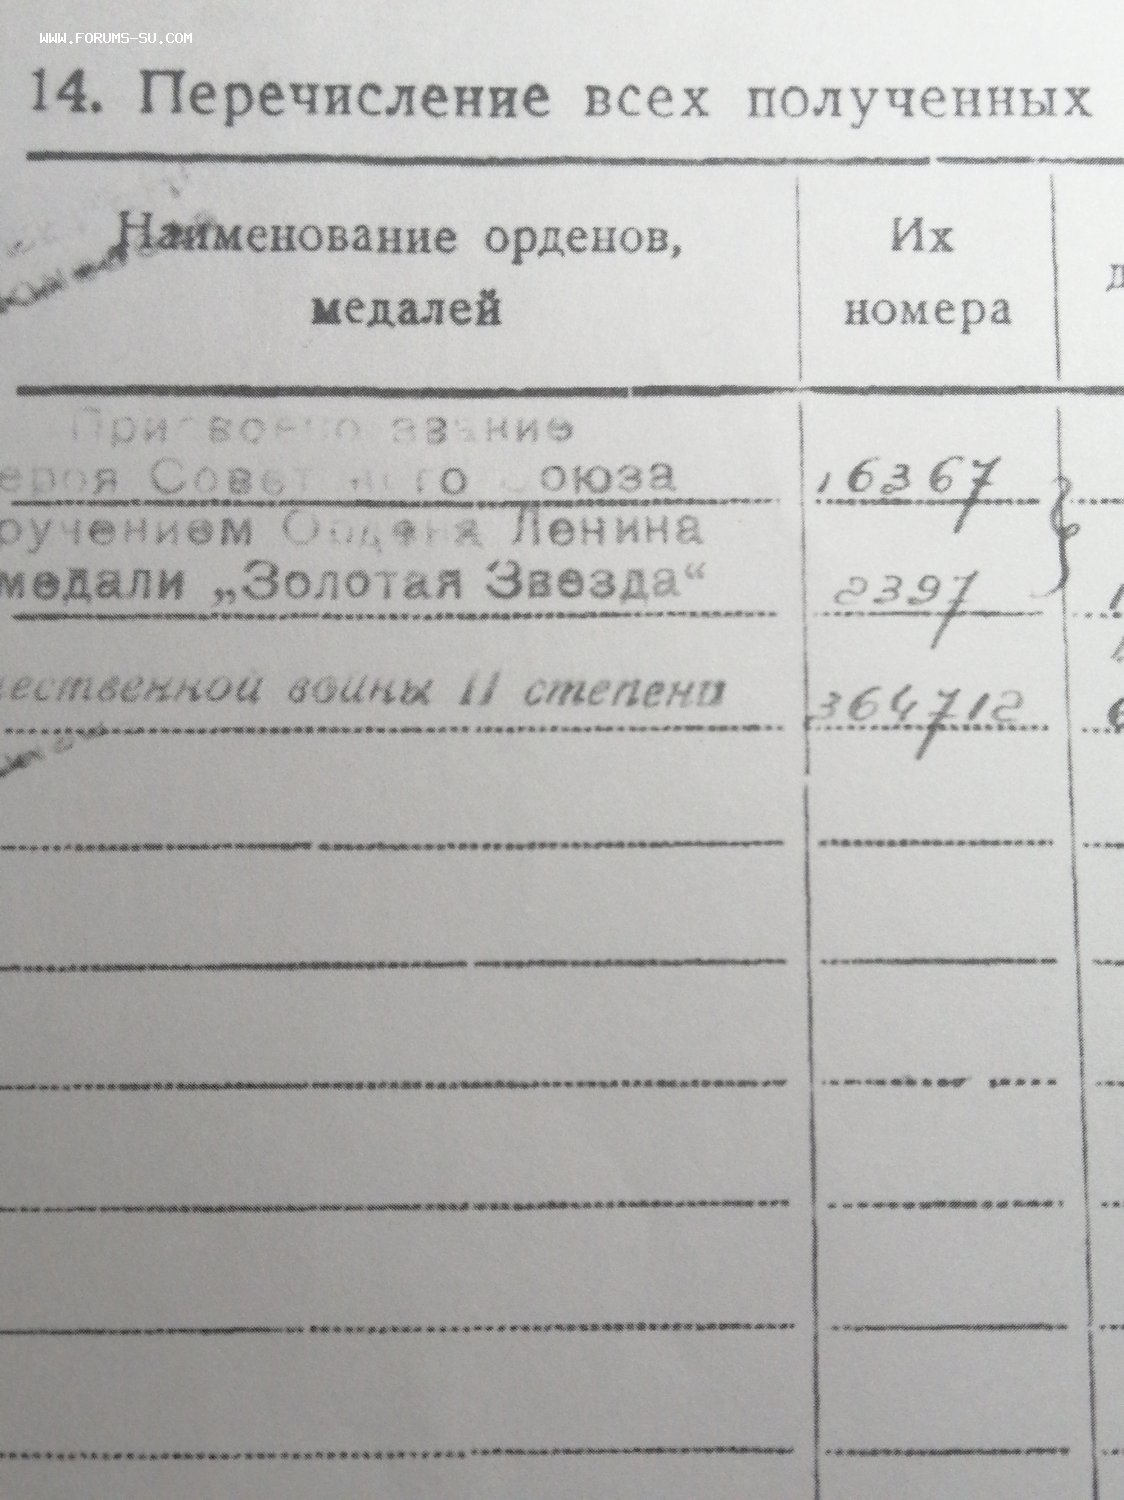 WWW.FORUMS-SU.COM
14. Перечисление всех полученных
Наименование орденов, медалей
Их номера
Присвоено звание
ероя Советского Союза 16367
ручением Ордена Ленина
медали „Золотая Звезда“ 2397
чественной войны II степени 364712